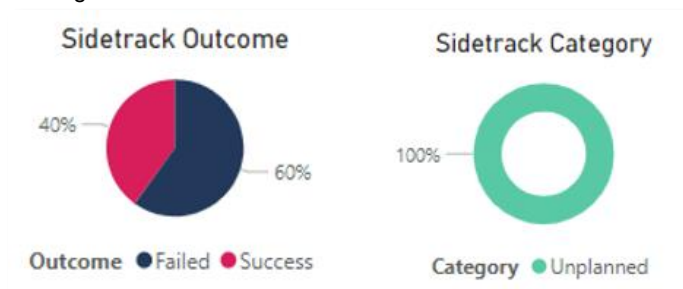 Sidetrack Outcome
40%
60%
Outcome Failed Success
Sidetrack Category
100%
Category Unplanned